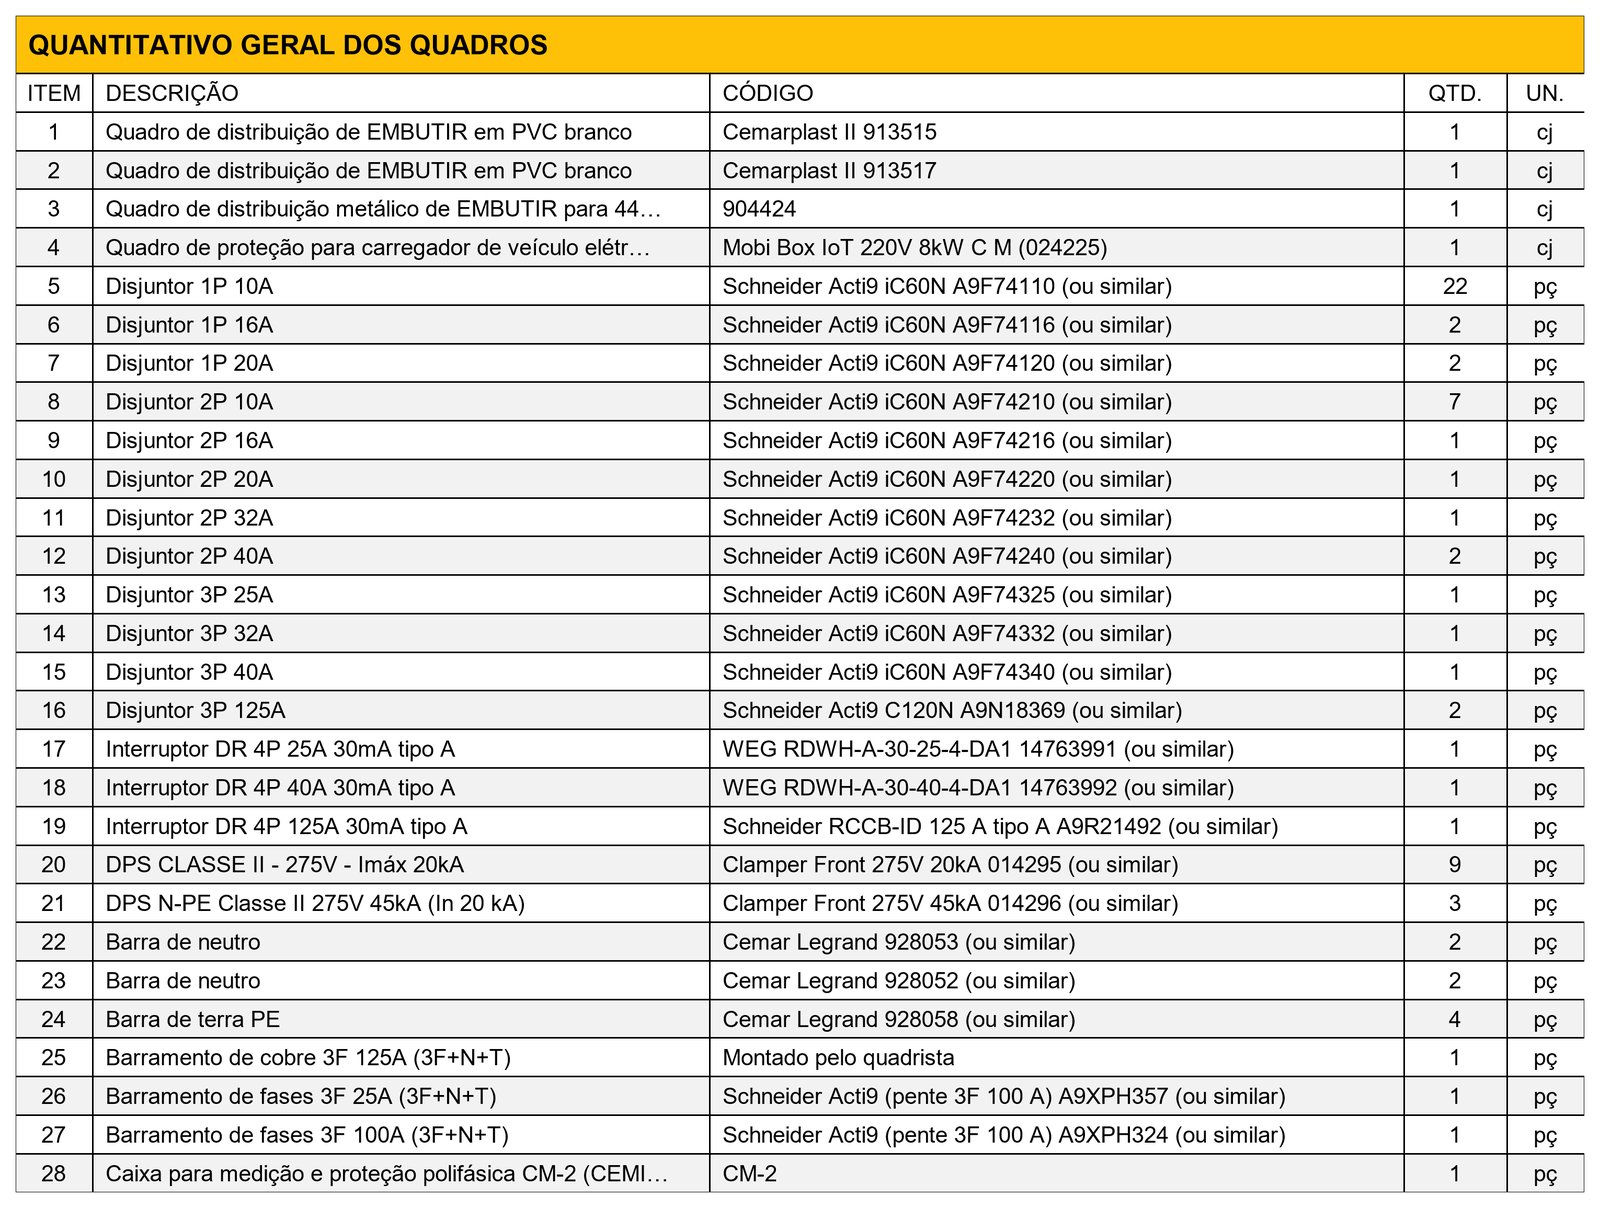 QUANTITATIVO GERAL DOS QUADROS
ITEM DESCRIÇÃO CÓDIGO QTD. UN.
1 Quadro de distribuição de EMBUTIR em PVC branco Cemarplast II 913515 1 cj
2 Quadro de distribuição de EMBUTIR em PVC branco Cemarplast II 913517 1 cj
3 Quadro de distribuição metálico de EMBUTIR para 44… 904424 1 cj
4 Quadro de proteção para carregador de veículo elétr… Mobi Box IoT 220V 8kW C M (024225) 1 cj
5 Disjuntor 1P 10A Schneider Acti9 iC60N A9F74110 (ou similar) 22 pç
6 Disjuntor 1P 16A Schneider Acti9 iC60N A9F74116 (ou similar) 2 pç
7 Disjuntor 1P 20A Schneider Acti9 iC60N A9F74120 (ou similar) 2 pç
8 Disjuntor 2P 10A Schneider Acti9 iC60N A9F74210 (ou similar) 7 pç
9 Disjuntor 2P 16A Schneider Acti9 iC60N A9F74216 (ou similar) 1 pç
10 Disjuntor 2P 20A Schneider Acti9 iC60N A9F74220 (ou similar) 1 pç
11 Disjuntor 2P 32A Schneider Acti9 iC60N A9F74232 (ou similar) 1 pç
12 Disjuntor 2P 40A Schneider Acti9 iC60N A9F74240 (ou similar) 2 pç
13 Disjuntor 3P 25A Schneider Acti9 iC60N A9F74325 (ou similar) 1 pç
14 Disjuntor 3P 32A Schneider Acti9 iC60N A9F74332 (ou similar) 1 pç
15 Disjuntor 3P 40A Schneider Acti9 iC60N A9F74340 (ou similar) 1 pç
16 Disjuntor 3P 125A Schneider Acti9 C120N A9N18369 (ou similar) 2 pç
17 Interruptor DR 4P 25A 30mA tipo A WEG RDWH-A-30-25-4-DA1 14763991 (ou similar) 1 pç
18 Interruptor DR 4P 40A 30mA tipo A WEG RDWH-A-30-40-4-DA1 14763992 (ou similar) 1 pç
19 Interruptor DR 4P 125A 30mA tipo A Schneider RCCB-ID 125 A tipo A A9R21492 (ou similar) 1 pç
20 DPS CLASSE II - 275V - Imáx 20kA Clamper Front 275V 20kA 014295 (ou similar) 9 pç
21 DPS N-PE Classe II 275V 45kA (In 20 kA) Clamper Front 275V 45kA 014296 (ou similar) 3 pç
22 Barra de neutro Cemar Legrand 928053 (ou similar) 2 pç
23 Barra de neutro Cemar Legrand 928052 (ou similar) 2 pç
24 Barra de terra PE Cemar Legrand 928058 (ou similar) 4 pç
25 Barramento de cobre 3F 125A (3F+N+T) Montado pelo quadrista 1 pç
26 Barramento de fases 3F 25A (3F+N+T) Schneider Acti9 (pente 3F 100 A) A9XPH357 (ou similar) 1 pç
27 Barramento de fases 3F 100A (3F+N+T) Schneider Acti9 (pente 3F 100 A) A9XPH324 (ou similar) 1 pç
28 Caixa para medição e proteção polifásica CM-2 (CEMI… CM-2 1 pç